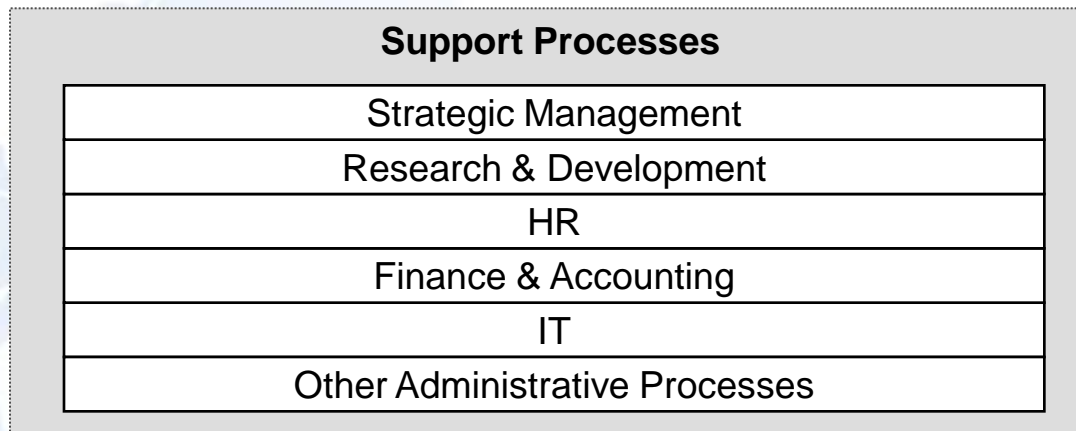 Support Processes
Strategic Management
Research & Development
HR
Finance & Accounting
IT
Other Administrative Processes